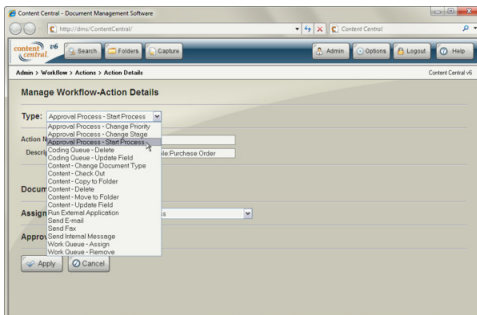 Content Central - Document Management Software
http://dms/ContentCentral/
Content Central
content central v6
Search
Folders
Capture
Admin
Options
Logout
Help
Admin > Workflow > Actions > Action Details
Content Central v6
Manage Workflow-Action Details
Type: Approval Process - Start Process
Approval Process - Change Priority
Approval Process - Change Stage
Approval Process - Start Process
Coding Queue - Delete
Coding Queue - Update Field
Content - Change Document Type
Content - Check Out
Content - Copy to Folder
Content - Delete
Content - Move to Folder
Content - Update Field
Run External Application
Send E-mail
Send Fax
Send Internal Message
Work Queue - Assign
Work Queue - Remove
Action N
Descrip
le:Purchase Order
Docum
Assign
ss
Approv
Apply
Cancel